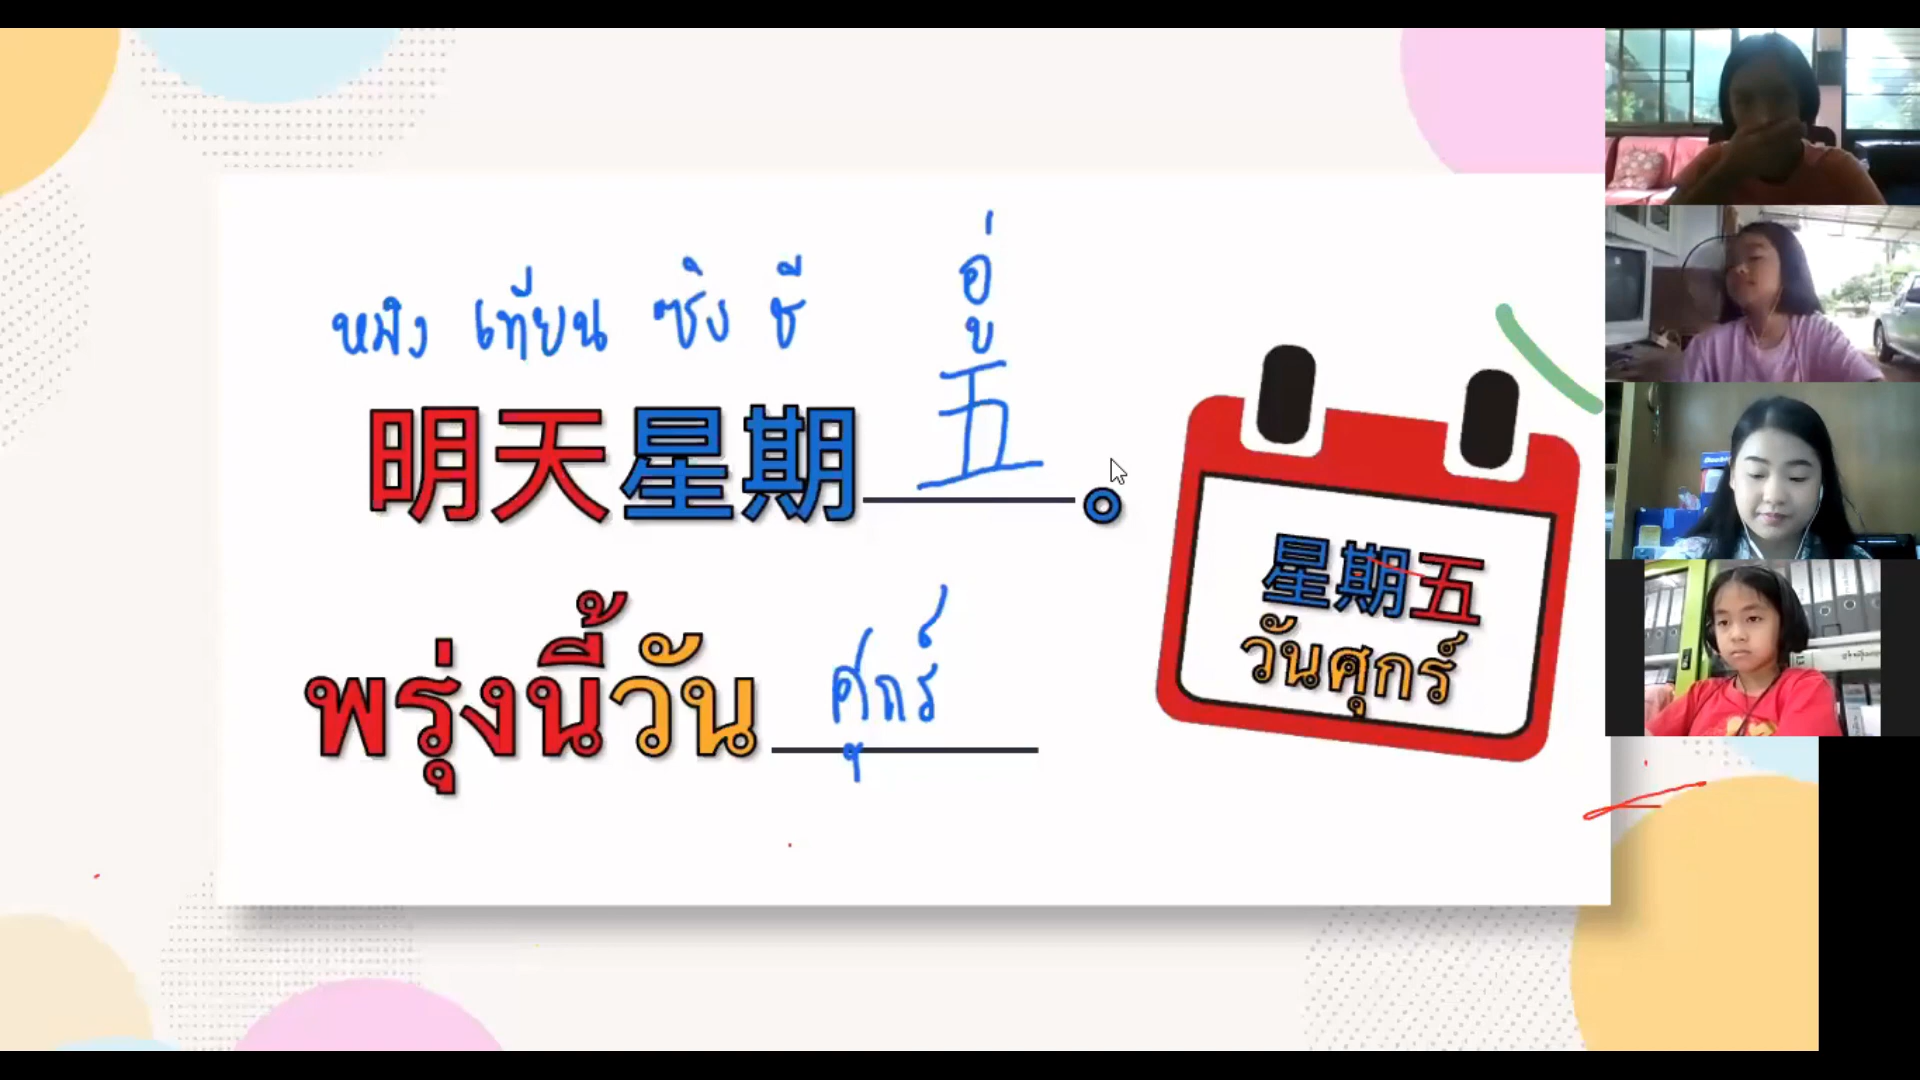 อู่
หมิง เทียน ซิง ชี
明天星期五。
พรุ่งนี้วันศุกร์
星期五
วันศุกร์